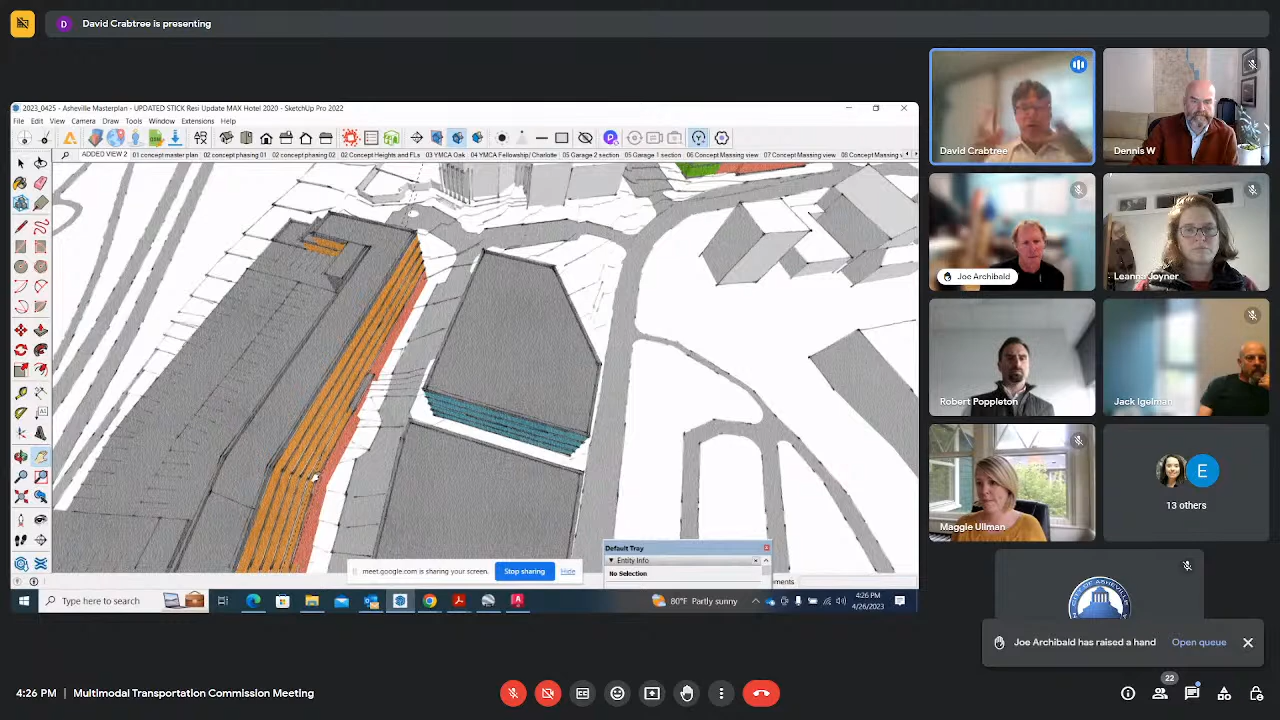 D David Crabtree is presenting
2023_0425 - Asheville Masterplan - UPDATED STICK Resi Update MAX Hotel 2020 - SketchUp Pro 2022
File Edit View Camera Draw Tools Window Extensions Help
ADDED VIEW 2 01 concept master plan 02 concept phasing 01 02 concept phasing 02 02 Concept Heights and FLa 03 YMCA Oak 04 YMCA Fellowship/Charlotte 05 Garage 2 section 05 Garage 1 section 06 Concept Massing view 07 Concept Massing view 08 Concept Massing
Default Tray
Entity Info
No Selection
meet.google.com is sharing your screen. Stop sharing Hide
ments
Type here to search
80°F Partly sunny
4:26 PM
4/26/2023
David Crabtree
Dennis W
Joe Archibald
Leanna Joyner
Robert Poppleton
Jack Igelman
Maggie Ullman
E
13 others
Joe Archibald has raised a hand Open queue
4:26 PM | Multimodal Transportation Commission Meeting
22